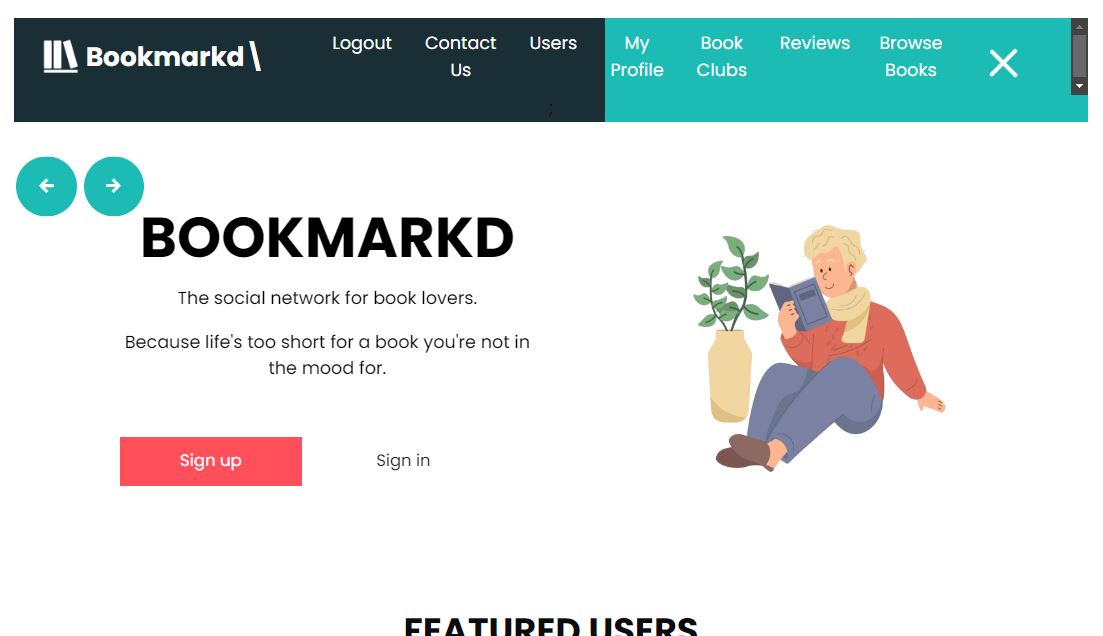 Bookmarkd \
Logout
Contact
Us
Users
My
Profile
Book
Clubs
Reviews
Browse
Books
;
BOOKMARKD
The social network for book lovers.
Because life's too short for a book you're not in
the mood for.
Sign up
Sign in
FEATURED USERS